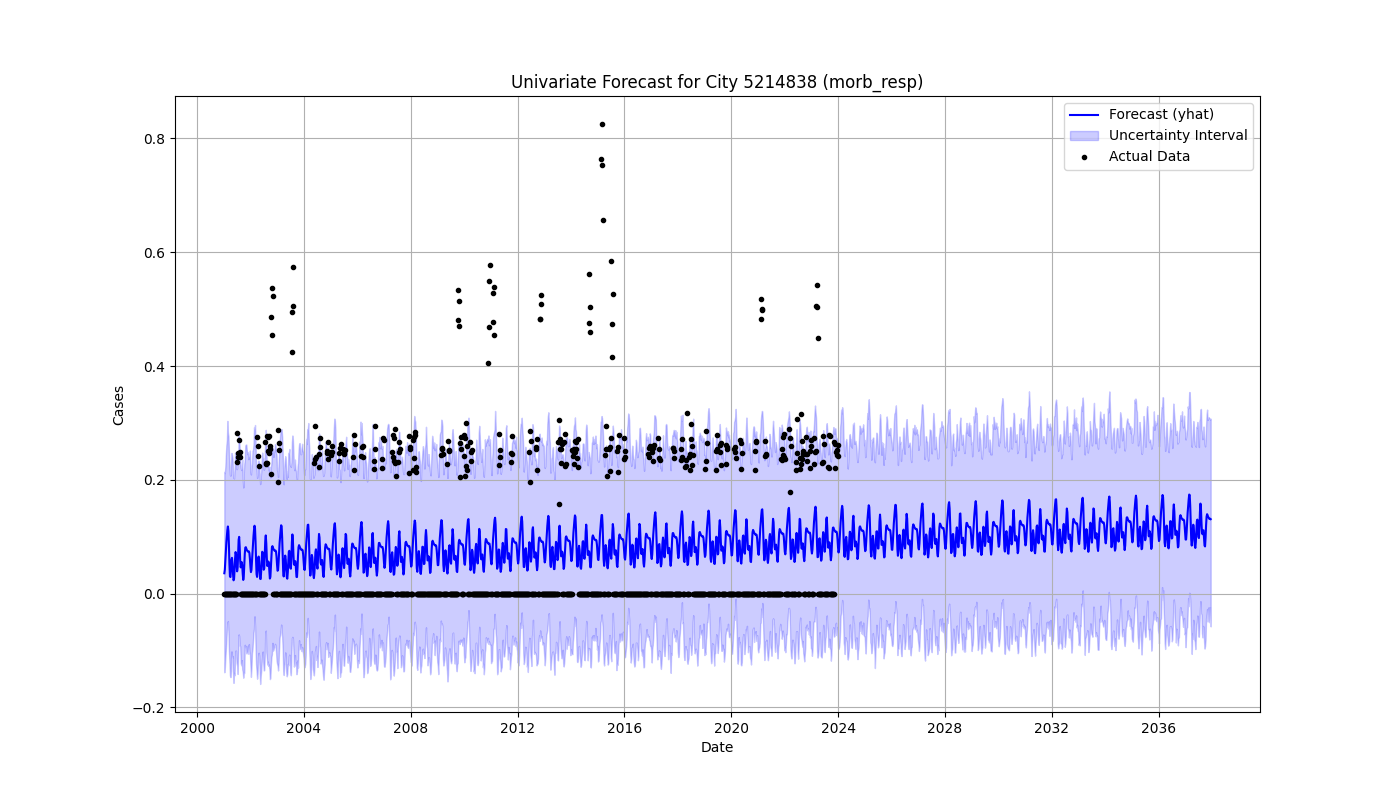 Univariate Forecast for City 5214838 (morb_resp)
Forecast (yhat)
Uncertainty Interval
Actual Data
Cases
0.8
0.6
0.4
0.2
0.0
−0.2
2000 2004 2008 2012 2016 2020 2024 2028 2032 2036
Date